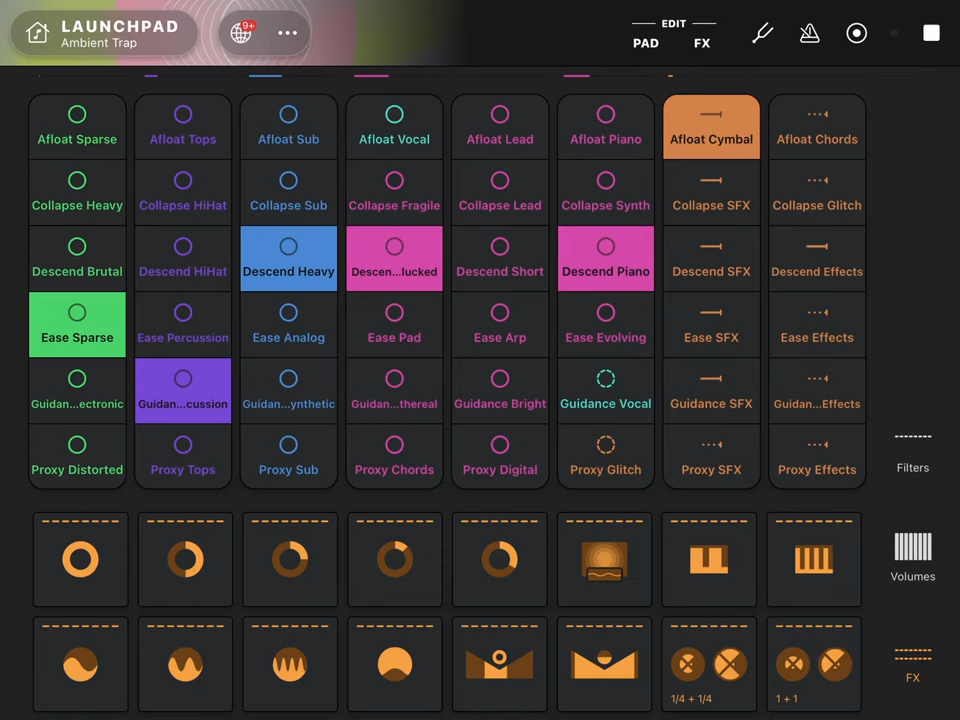 LAUNCHPAD
Ambient Trap
9+
EDIT
PAD FX
Afloat Sparse Afloat Tops Afloat Sub Afloat Vocal Afloat Lead Afloat Piano Afloat Cymbal Afloat Chords
Collapse Heavy Collapse HiHat Collapse Sub Collapse Fragile Collapse Lead Collapse Synth Collapse SFX Collapse Glitch
Descend Brutal Descend HiHat Descend Heavy Descen...lucked Descend Short Descend Piano Descend SFX Descend Effects
Ease Sparse Ease Percussion Ease Analog Ease Pad Ease Arp Ease Evolving Ease SFX Ease Effects
Guidan...ectronic Guidan...cussion Guidan...ynthetic Guidan...thereal Guidance Bright Guidance Vocal Guidance SFX Guidan...Effects
Proxy Distorted Proxy Tops Proxy Sub Proxy Chords Proxy Digital Proxy Glitch Proxy SFX Proxy Effects
Filters
Volumes
FX
1/4 + 1/4 1 + 1